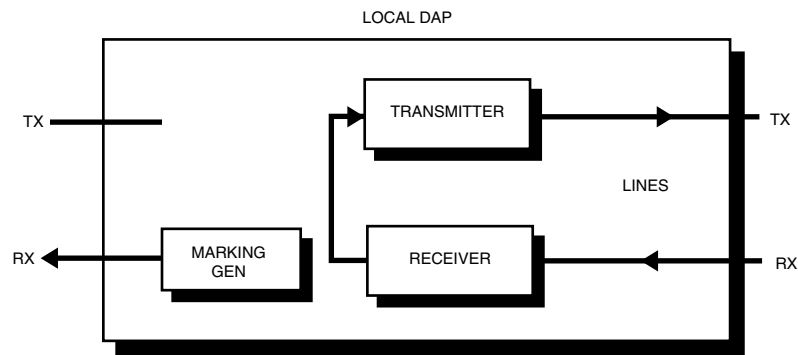 LOCAL DAP
TRANSMITTER
TX
TX
LINES
MARKING
GEN
RECEIVER
RX
RX